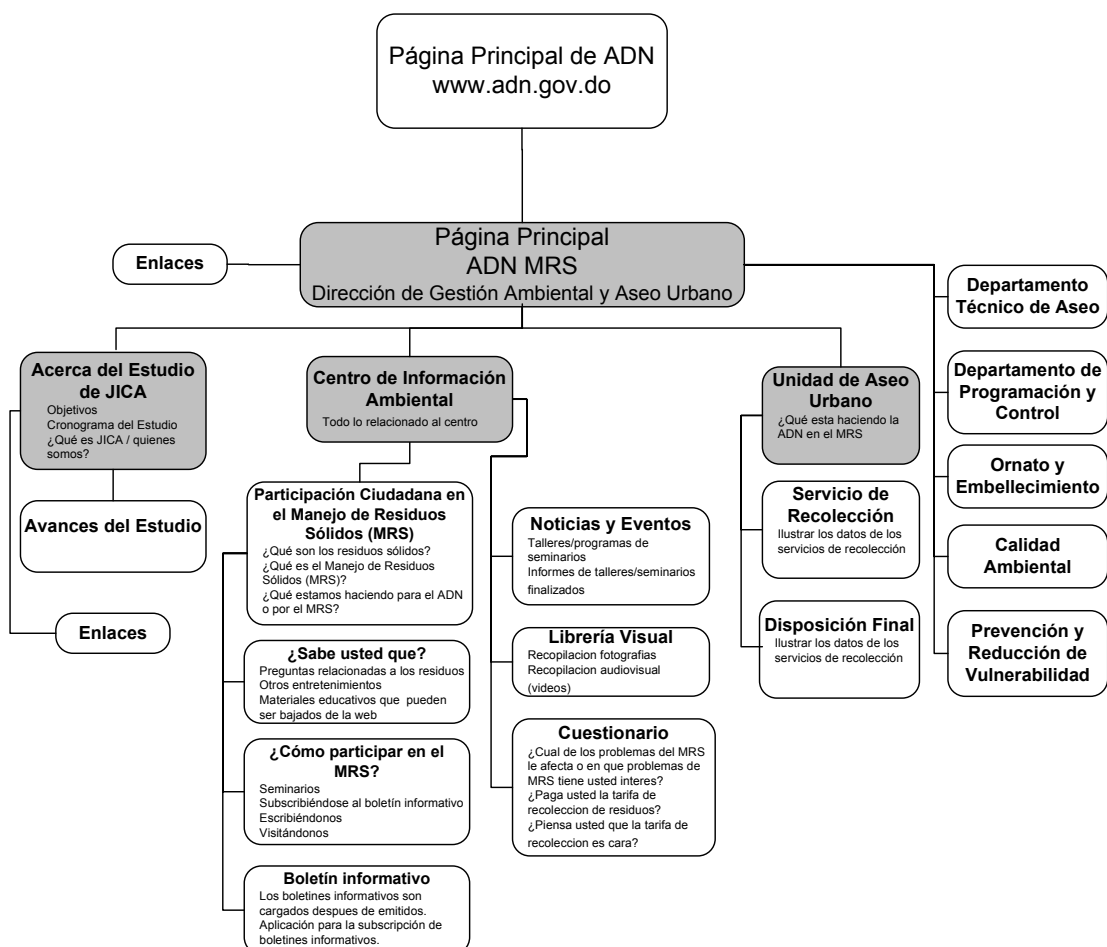 Página Principal de ADN
www.adn.gov.do
Página Principal
ADN MRS
Dirección de Gestión Ambiental y Aseo Urbano
Enlaces
Acerca del Estudio
de JICA
Objetivos
Cronograma del Estudio
¿Qué es JICA / quienes
somos?
Avances del Estudio
Enlaces
Centro de Información
Ambiental
Todo lo relacionado al centro
Participación Ciudadana en
el Manejo de Residuos
Sólidos (MRS)
¿Qué son los residuos sólidos?
¿Qué es el Manejo de Residuos
Sólidos (MRS)?
¿Qué estamos haciendo para el ADN
o por el MRS?
¿Sabe usted que?
Preguntas relacionadas a los residuos
Otros entretenimientos
Materiales educativos que pueden
ser bajados de la web
¿Cómo participar en el
MRS?
Seminarios
Subscribiéndose al boletín informativo
Escribiéndonos
Visitándonos
Boletín informativo
Los boletines informativos son
cargados despues de emitidos.
Aplicación para la subscripción de
boletines informativos.
Noticias y Eventos
Talleres/programas de
seminarios
Informes de talleres/seminarios
finalizados
Librería Visual
Recopilacion fotografias
Recopilacion audiovisual
(videos)
Cuestionario
¿Cual de los problemas del MRS
le afecta o en que problemas de
MRS tiene usted interes?
¿Paga usted la tarifa de
recoleccion de residuos?
¿Piensa usted que la tarifa de
recoleccion es cara?
Unidad de Aseo
Urbano
¿Qué esta haciendo la
ADN en el MRS
Servicio de
Recolección
Ilustrar los datos de los
servicios de recolección
Disposición Final
Ilustrar los datos de los
servicios de recolección
Departamento
Técnico de Aseo
Departamento de
Programación y
Control
Ornato y
Embellecimiento
Calidad
Ambiental
Prevención y
Reducción de
Vulnerabilidad